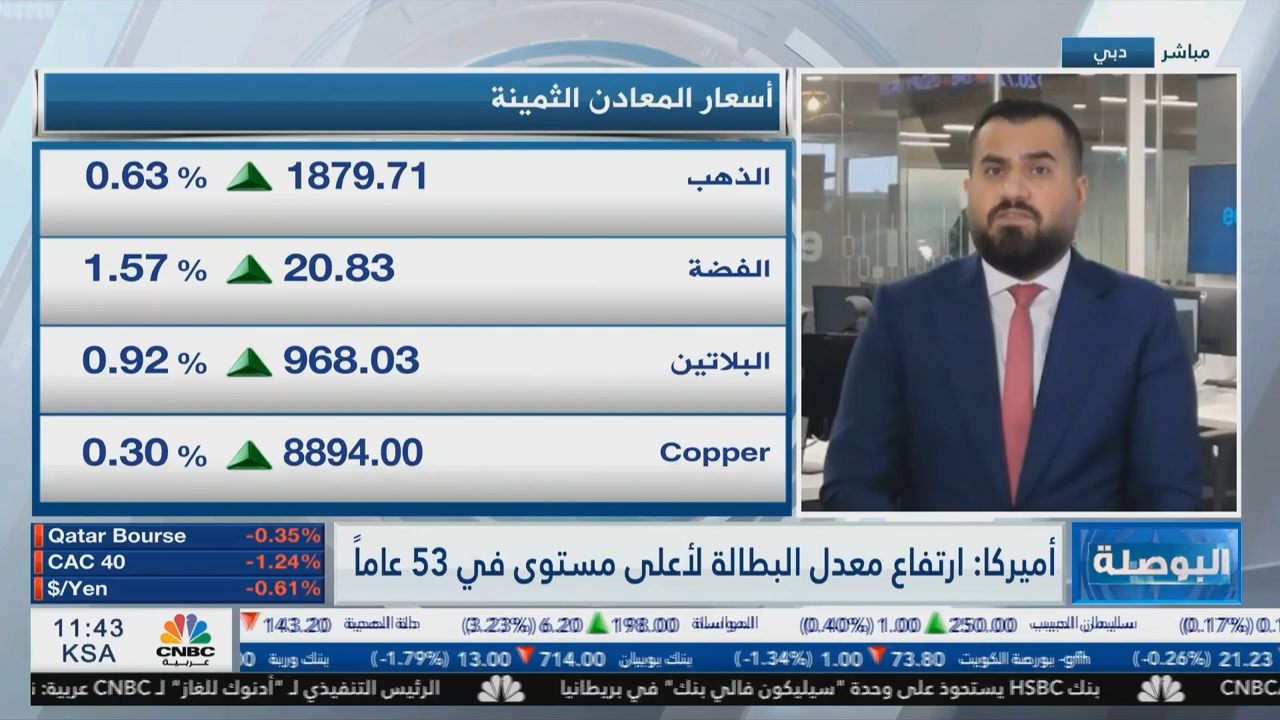 مباشر دبي
أسعار المعادن الثمينة
الذهب 1879.71 0.63 %
الفضة 20.83 1.57 %
البلاتين 968.03 0.92 %
Copper 8894.00 0.30 %
البوصلة
أميركا: ارتفاع معدل البطالة لأعلى مستوى في 53 عاماً
Qatar Bourse -0.35%
CAC 40 -1.24%
$/Yen -0.61%
11:43
KSA
CNBC
عربية
(0.17%) سليمان الحبيب 250.00 1.00 (0.40%) المواساة 198.00 6.20 (3.23%) 143.20
21.23 (-0.26%) بورصة الكويت 73.80 1.00 (-1.34%) بنك بوبيان 714.00 13.00 (-1.79%) بنك وربة
CNBC بنك HSBC يستحوذ على وحدة "سيليكون فالي بنك" في بريطانيا الرئيس التنفيذي لـ "أدنوك للغاز" لـ CNBC عربية: